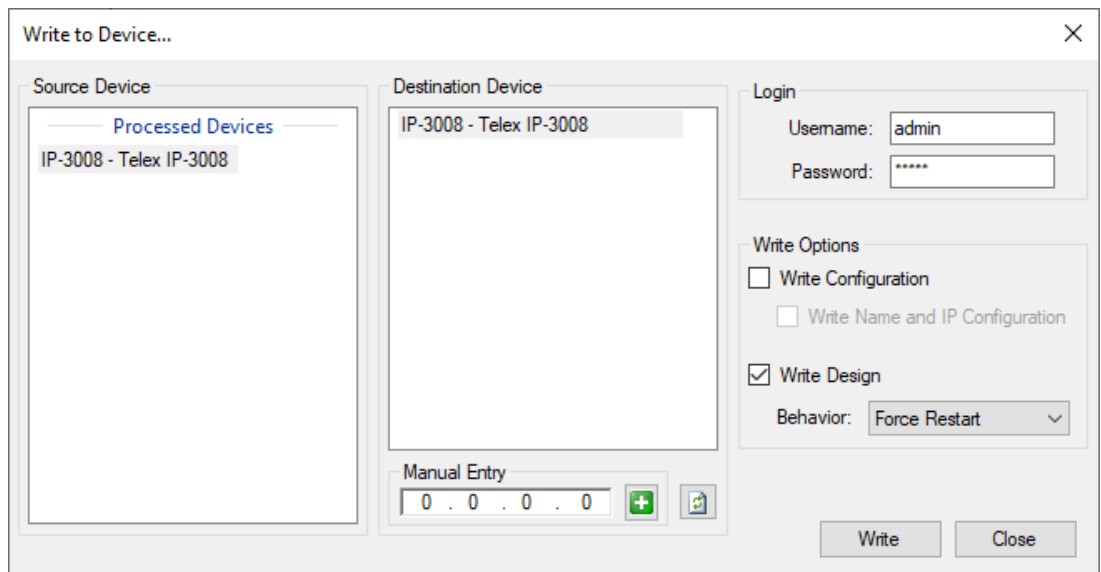 Write to Device...
Source Device
Processed Devices
IP-3008 - Telex IP-3008
Destination Device
IP-3008 - Telex IP-3008
Manual Entry
0 . 0 . 0 . 0
Login
Username: admin
Password: *****
Write Options
Write Configuration
Write Name and IP Configuration
Write Design
Behavior: Force Restart
Write Close